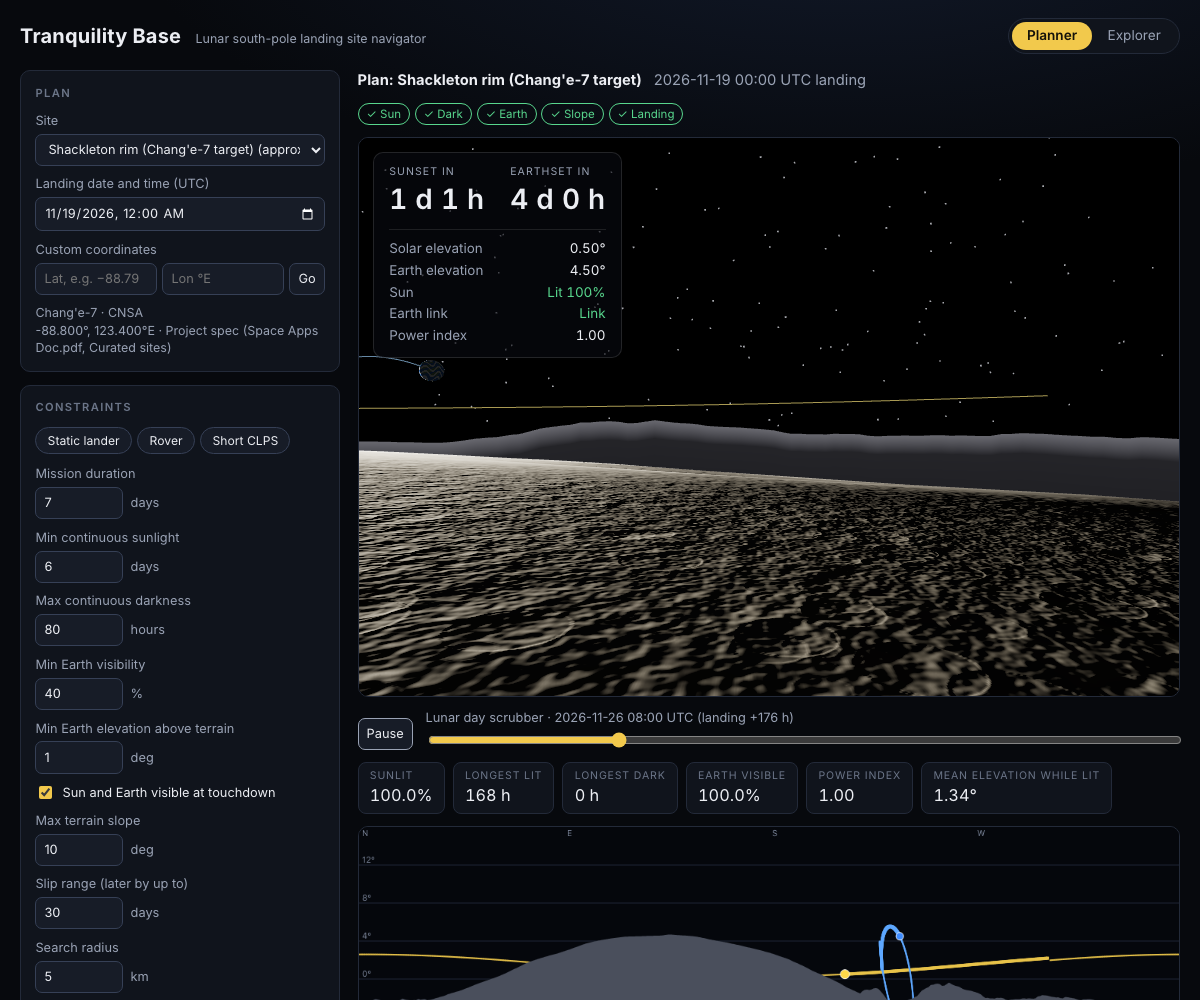 Tranquility Base
Lunar south-pole landing site navigator
Planner
Explorer
PLAN
Site
Shackleton rim (Chang'e-7 target) (approx
Landing date and time (UTC)
11/19/2026, 12:00 AM
Custom coordinates
Lat, e.g. −88.79
Lon °E
Go
Chang'e-7 · CNSA
-88.800°, 123.400°E · Project spec (Space Apps
Doc.pdf, Curated sites)
CONSTRAINTS
Static lander
Rover
Short CLPS
Mission duration
7 days
Min continuous sunlight
6 days
Max continuous darkness
80 hours
Min Earth visibility
40 %
Min Earth elevation above terrain
1 deg
Sun and Earth visible at touchdown
Max terrain slope
10 deg
Slip range (later by up to)
30 days
Search radius
5 km
Plan: Shackleton rim (Chang'e-7 target) 2026-11-19 00:00 UTC landing
✓ Sun
✓ Dark
✓ Earth
✓ Slope
✓ Landing
SUNSET IN
1 d 1 h
EARTHSET IN
4 d 0 h
Solar elevation 0.50°
Earth elevation 4.50°
Sun Lit 100%
Earth link Link
Power index 1.00
Pause
Lunar day scrubber · 2026-11-26 08:00 UTC (landing +176 h)
SUNLIT
100.0%
LONGEST LIT
168 h
LONGEST DARK
0 h
EARTH VISIBLE
100.0%
POWER INDEX
1.00
MEAN ELEVATION WHILE LIT
1.34°
N E S W
12°
8°
4°
0°